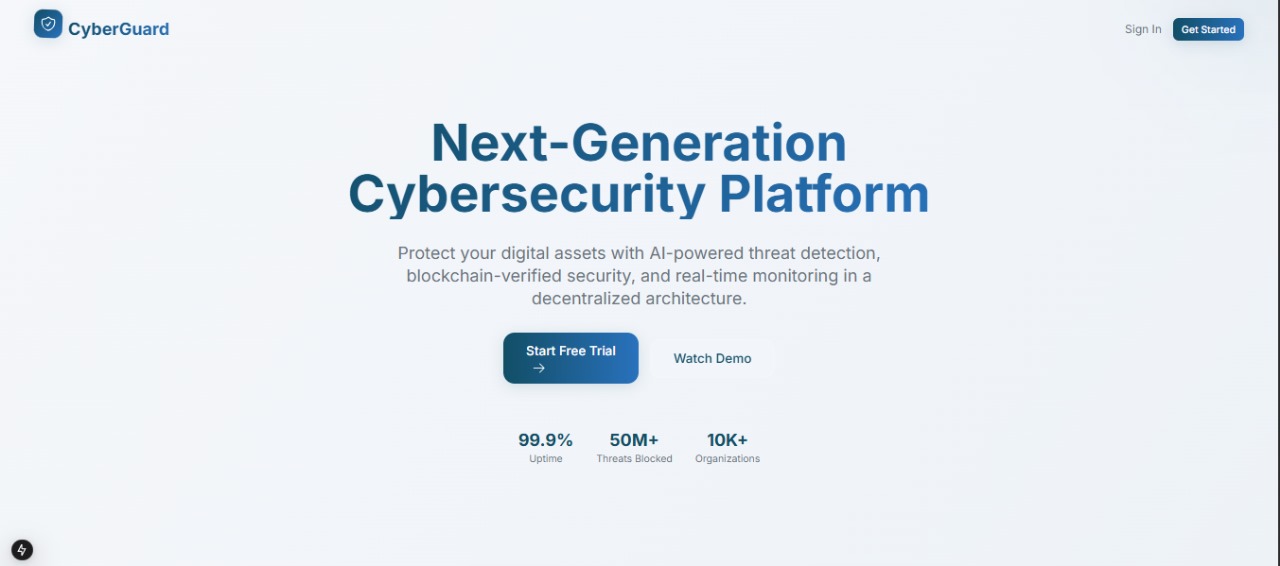 CyberGuard
Sign In
Get Started
Next-Generation
Cybersecurity Platform
Protect your digital assets with AI-powered threat detection,
blockchain-verified security, and real-time monitoring in a
decentralized architecture.
Start Free Trial
→
Watch Demo
99.9%
Uptime
50M+
Threats Blocked
10K+
Organizations